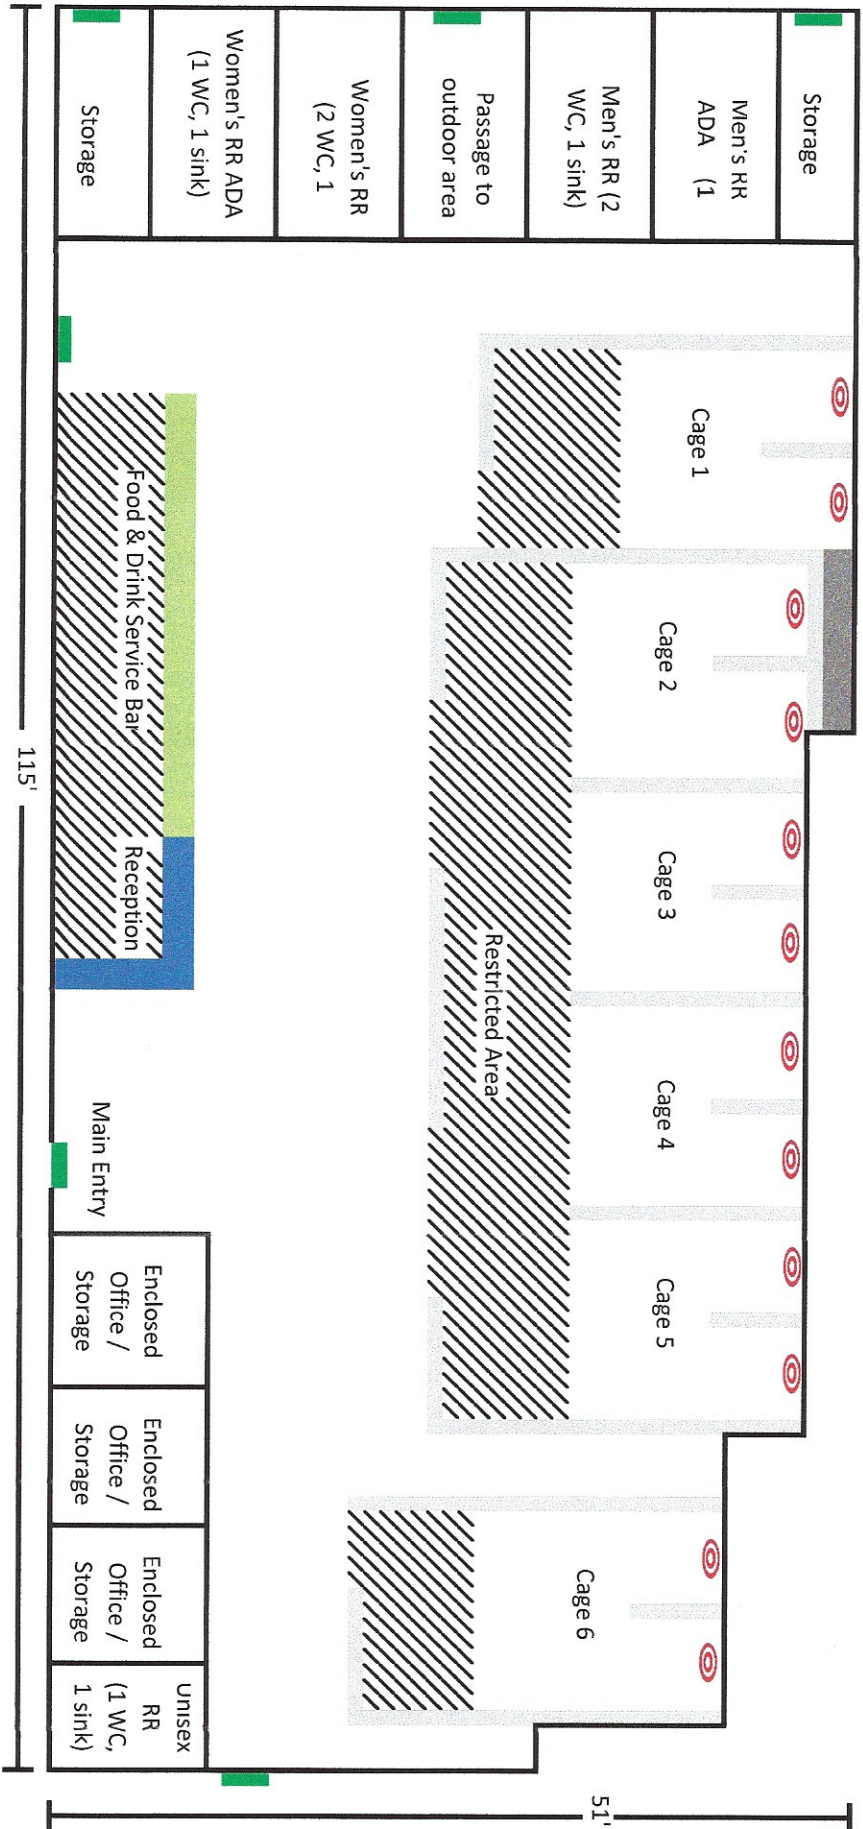 Storage
Men's RR
ADA (1
Men's RR (2
WC, 1 sink)
Passage to
outdoor area
Women's RR
(2 WC, 1
Women's RR ADA
(1 WC, 1 sink)
Storage
Cage 1
Cage 2
Cage 3
Cage 4
Cage 5
Cage 6
Restricted Area
Food & Drink Service Bar
Reception
Main Entry
Enclosed
Office /
Storage
Enclosed
Office /
Storage
Enclosed
Office /
Storage
Unisex
RR
(1 WC,
1 sink)
115'
51'